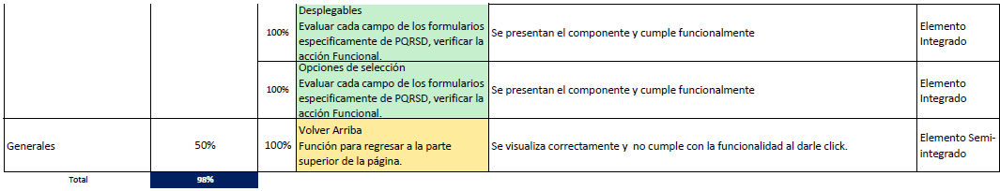 100%
Desplegables
Evaluar cada campo de los formularios
especificamente de PQRSD, verificar la
acción Funcional.
Se presentan el componente y cumple funcionalmente
Elemento
Integrado
100%
Opciones de selección
Evaluar cada campo de los formularios
especificamente de PQRSD, verificar la
acción Funcional.
Se presentan el componente y cumple funcionalmente
Elemento
Integrado
Generales
50%
100%
Volver Arriba
Función para regresar a la parte
superior de la página.
Se visualiza correctamente y  no cumple con la funcionalidad al darle click.
Elemento Semi-
integrado
Total
98%